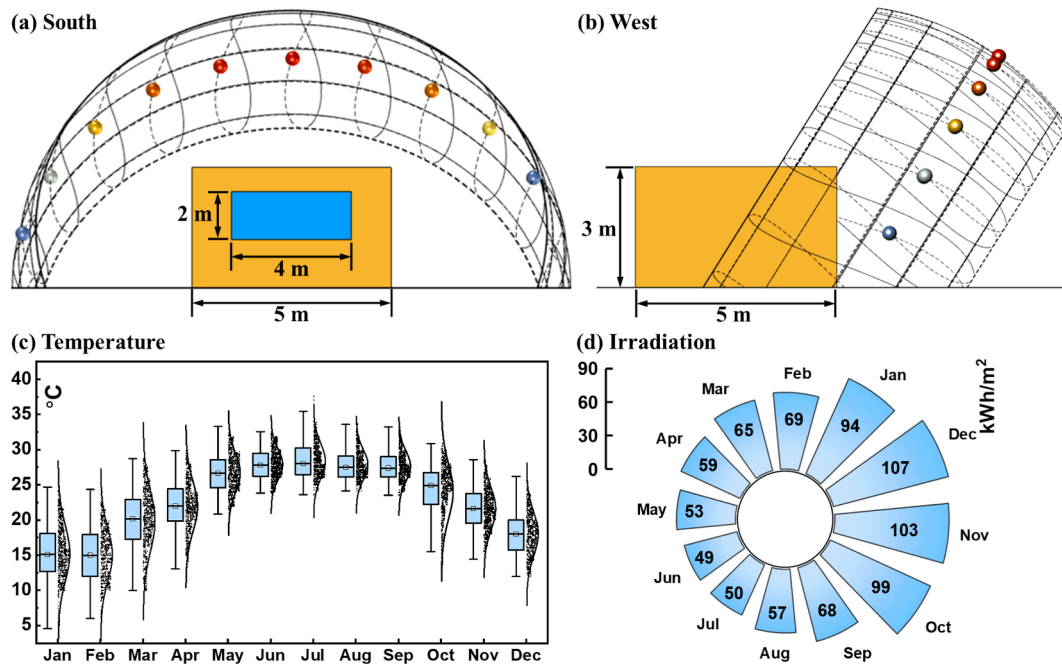 (a) South
2 m
4 m
5 m
(b) West
3 m
5 m
(c) Temperature
°C
40
35
30
25
20
15
10
5
Jan Feb Mar Apr May Jun Jul Aug Sep Oct Nov Dec
(d) Irradiation
90
60
30
0
kWh/m²
Jan
94
Dec
107
Nov
103
Oct
99
Sep
68
Aug
57
Jul
50
Jun
49
May
53
Apr
59
Mar
65
Feb
69